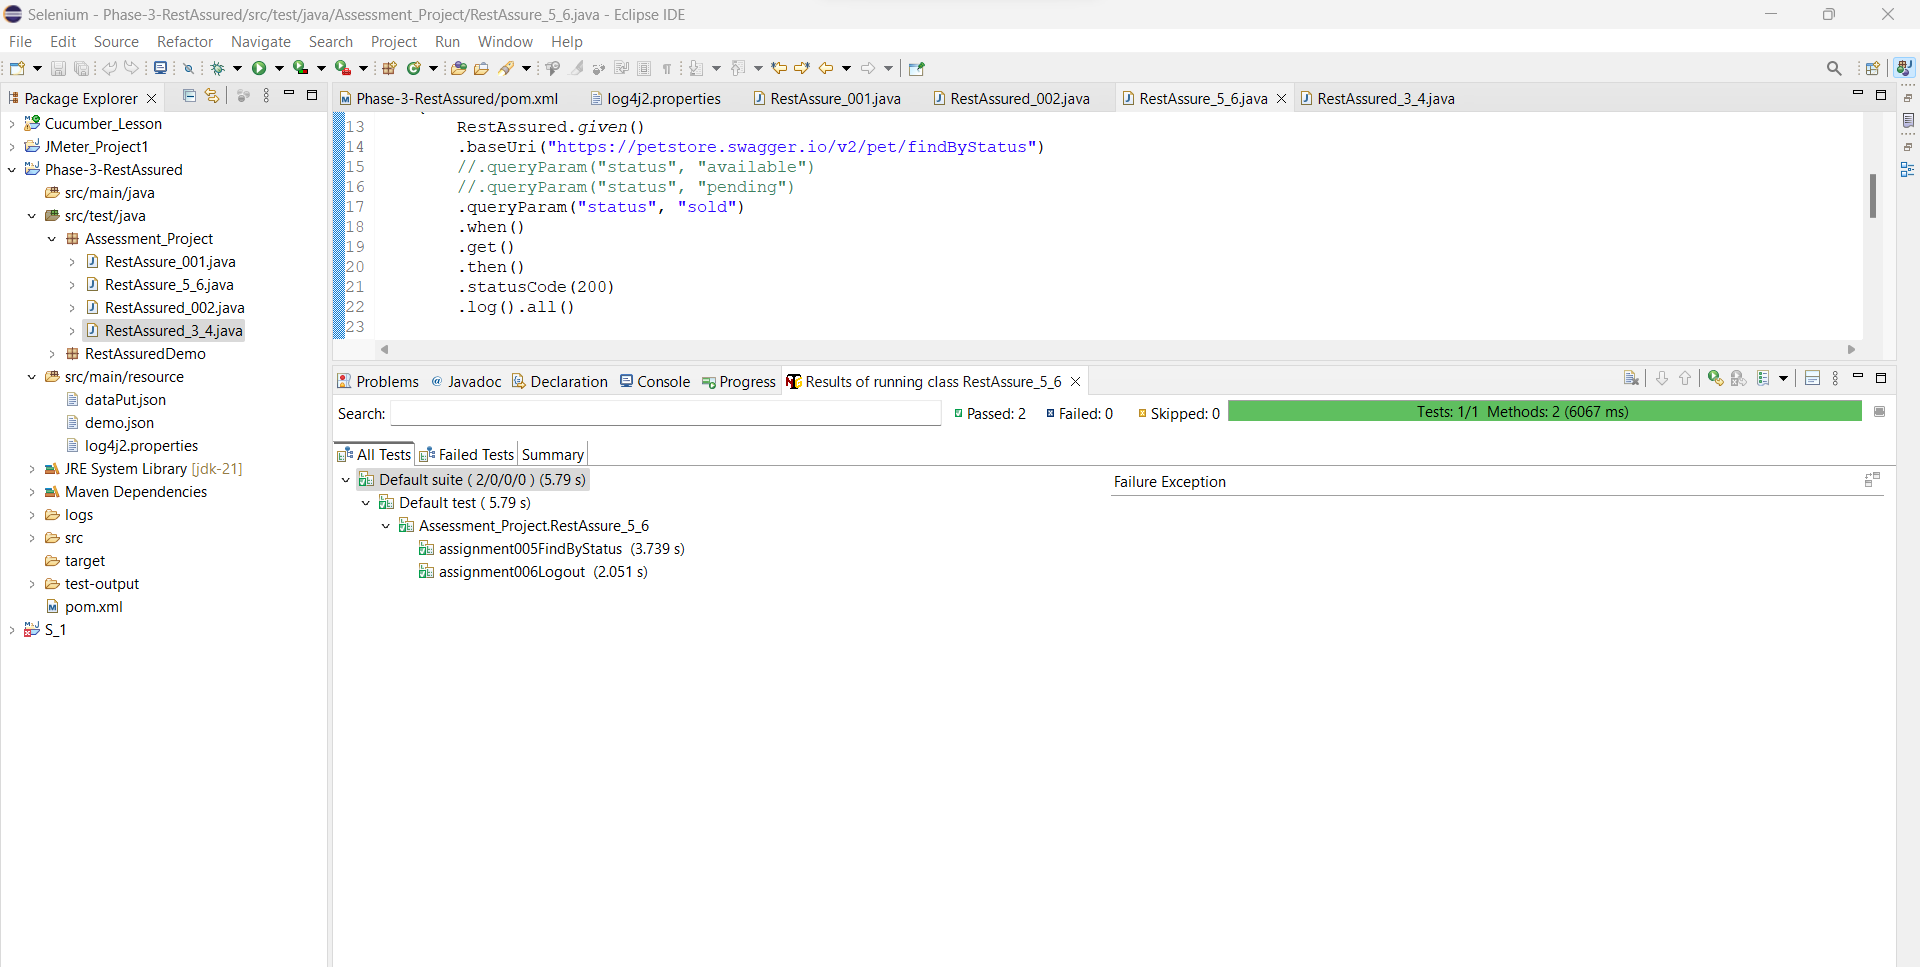 Selenium - Phase-3-RestAssured/src/test/java/Assessment_Project/RestAssure_5_6.java - Eclipse IDE
File Edit Source Refactor Navigate Search Project Run Window Help
Package Explorer
Cucumber_Lesson
JMeter_Project1
Phase-3-RestAssured
src/main/java
src/test/java
Assessment_Project
RestAssure_001.java
RestAssure_5_6.java
RestAssured_002.java
RestAssured_3_4.java
RestAssuredDemo
src/main/resource
dataPut.json
demo.json
log4j2.properties
JRE System Library [jdk-21]
Maven Dependencies
logs
src
target
test-output
pom.xml
S_1
Phase-3-RestAssured/pom.xml log4j2.properties RestAssure_001.java RestAssured_002.java RestAssure_5_6.java RestAssured_3_4.java
13 RestAssured.given()
14 .baseUri("https://petstore.swagger.io/v2/pet/findByStatus")
15 //.queryParam("status", "available")
16 //.queryParam("status", "pending")
17 .queryParam("status", "sold")
18 .when()
19 .get()
20 .then()
21 .statusCode(200)
22 .log().all()
23
Problems Javadoc Declaration Console Progress Results of running class RestAssure_5_6
Search: Passed: 2 Failed: 0 Skipped: 0 Tests: 1/1 Methods: 2 (6067 ms)
All Tests Failed Tests Summary
Default suite ( 2/0/0/0 ) (5.79 s)
Default test ( 5.79 s)
Assessment_Project.RestAssure_5_6
assignment005FindByStatus (3.739 s)
assignment006Logout (2.051 s)
Failure Exception